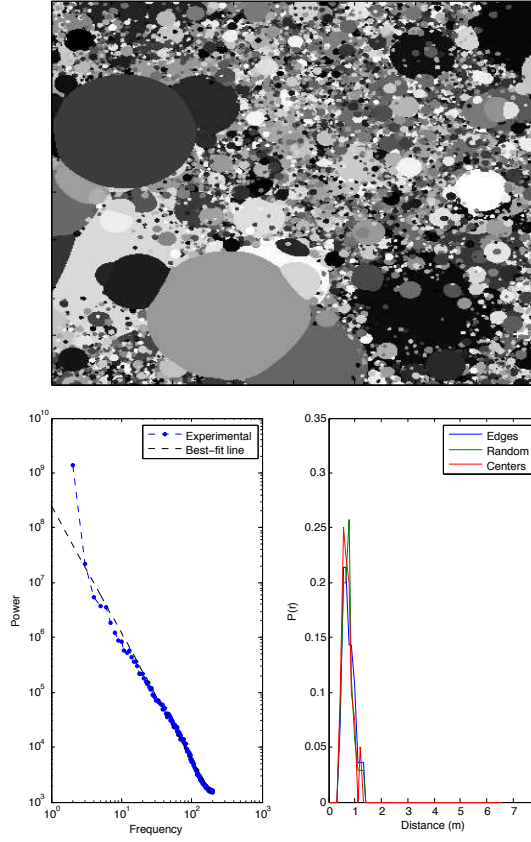 10^10
10^9
10^8
10^7
10^6
10^5
10^4
10^3
10^0
10^1
10^2
10^3
Power
Frequency
Experimental
Best-fit line
0.35
0.3
0.25
0.2
0.15
0.1
0.05
0
0 1 2 3 4 5 6 7
P(r)
Distance (m)
Edges
Random
Centers